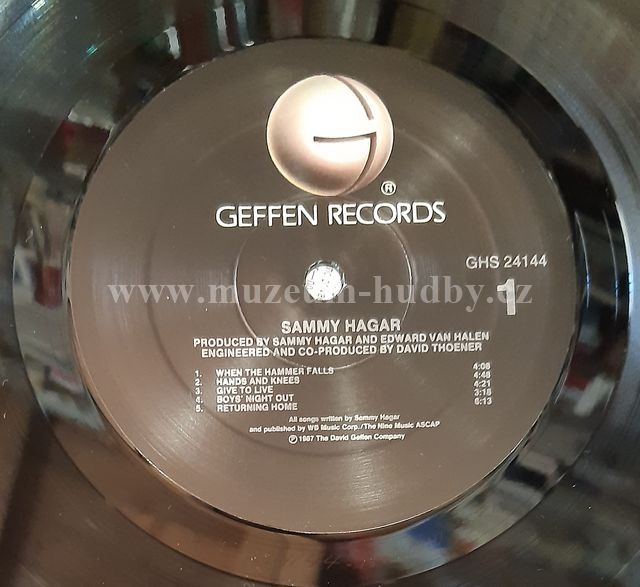 G
®
GEFFEN RECORDS
GHS 24144
1
www.muzeum-hudby.cz
SAMMY HAGAR
PRODUCED BY SAMMY HAGAR AND EDWARD VAN HALEN
ENGINEERED AND CO-PRODUCED BY DAVID THOENER
1. WHEN THE HAMMER FALLS 4:08
2. HANDS AND KNEES 4:48
3. GIVE TO LIVE 4:21
4. BOYS' NIGHT OUT 3:18
5. RETURNING HOME 6:13
All songs written by Sammy Hagar
and published by WB Music Corp./The Nine Music ASCAP
℗ 1987 The David Geffen Company